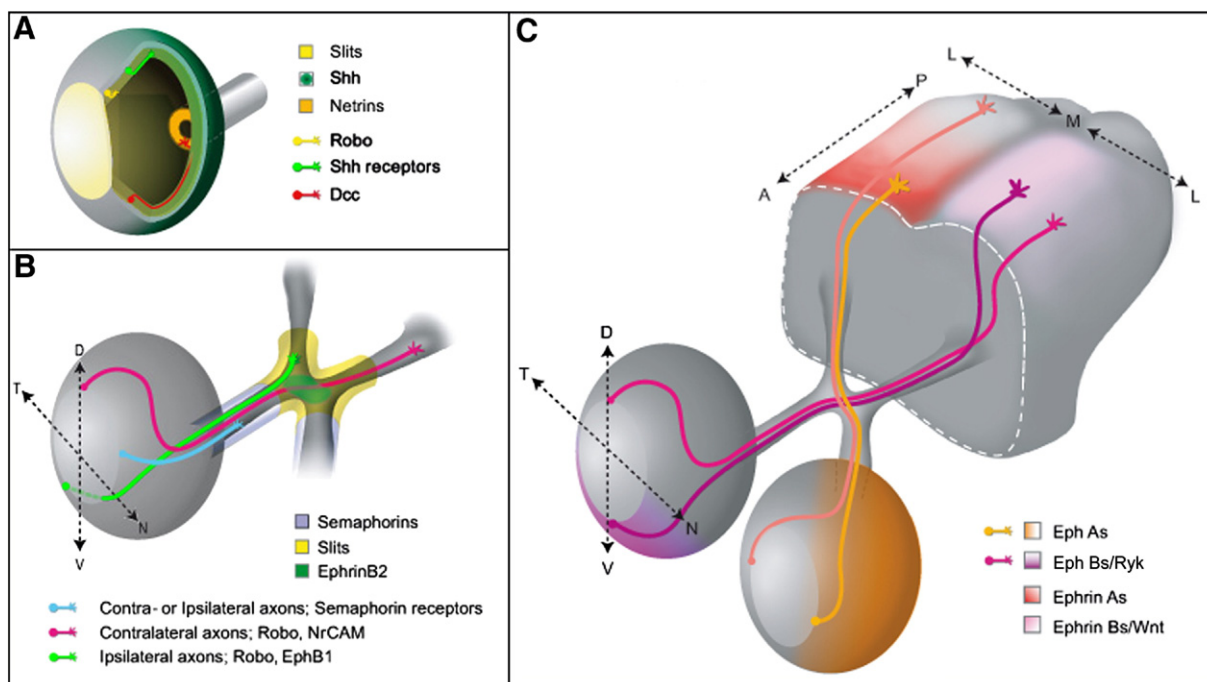 A
Slits
Shh
Netrins
Robo
Shh receptors
Dcc
B
D
T
N
V
Semaphorins
Slits
EphrinB2
Contra- or Ipsilateral axons; Semaphorin receptors
Contralateral axons; Robo, NrCAM
Ipsilateral axons; Robo, EphB1
C
L
P
M
A
L
D
T
N
V
Eph As
Eph Bs/Ryk
Ephrin As
Ephrin Bs/Wnt